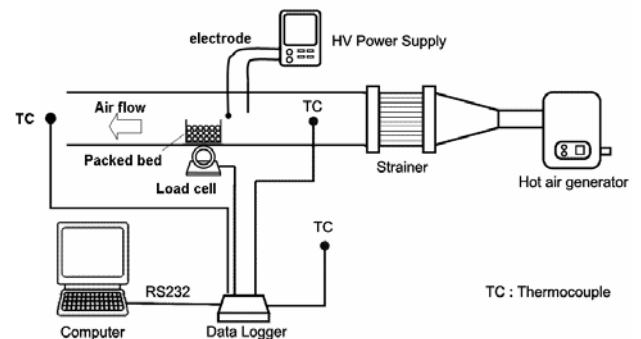 electrode
HV Power Supply
Air flow
TC
TC
Packed bed
Load cell
Strainer
Hot air generator
TC
RS232
TC : Thermocouple
Computer
Data Logger